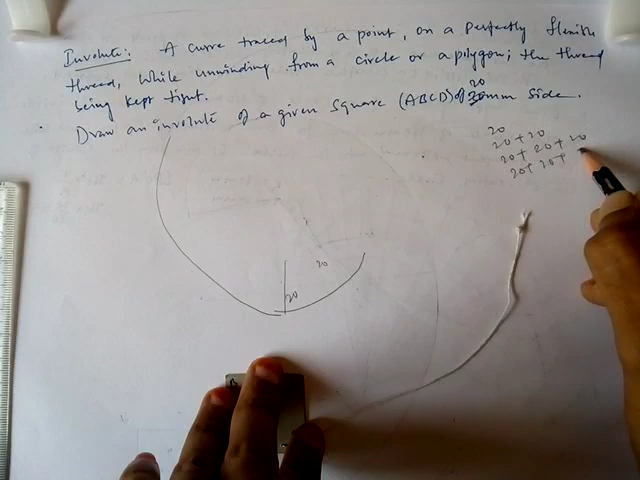 Involute: A curve traced by a point, on a perfectly flexible
thread, while unwinding from a circle or a polygon; the thread
being kept tight.
Draw an involute of a given square (ABCD) of 20mm side.
20
20+20
20+ 20+ 20
20+ 20+
20
20